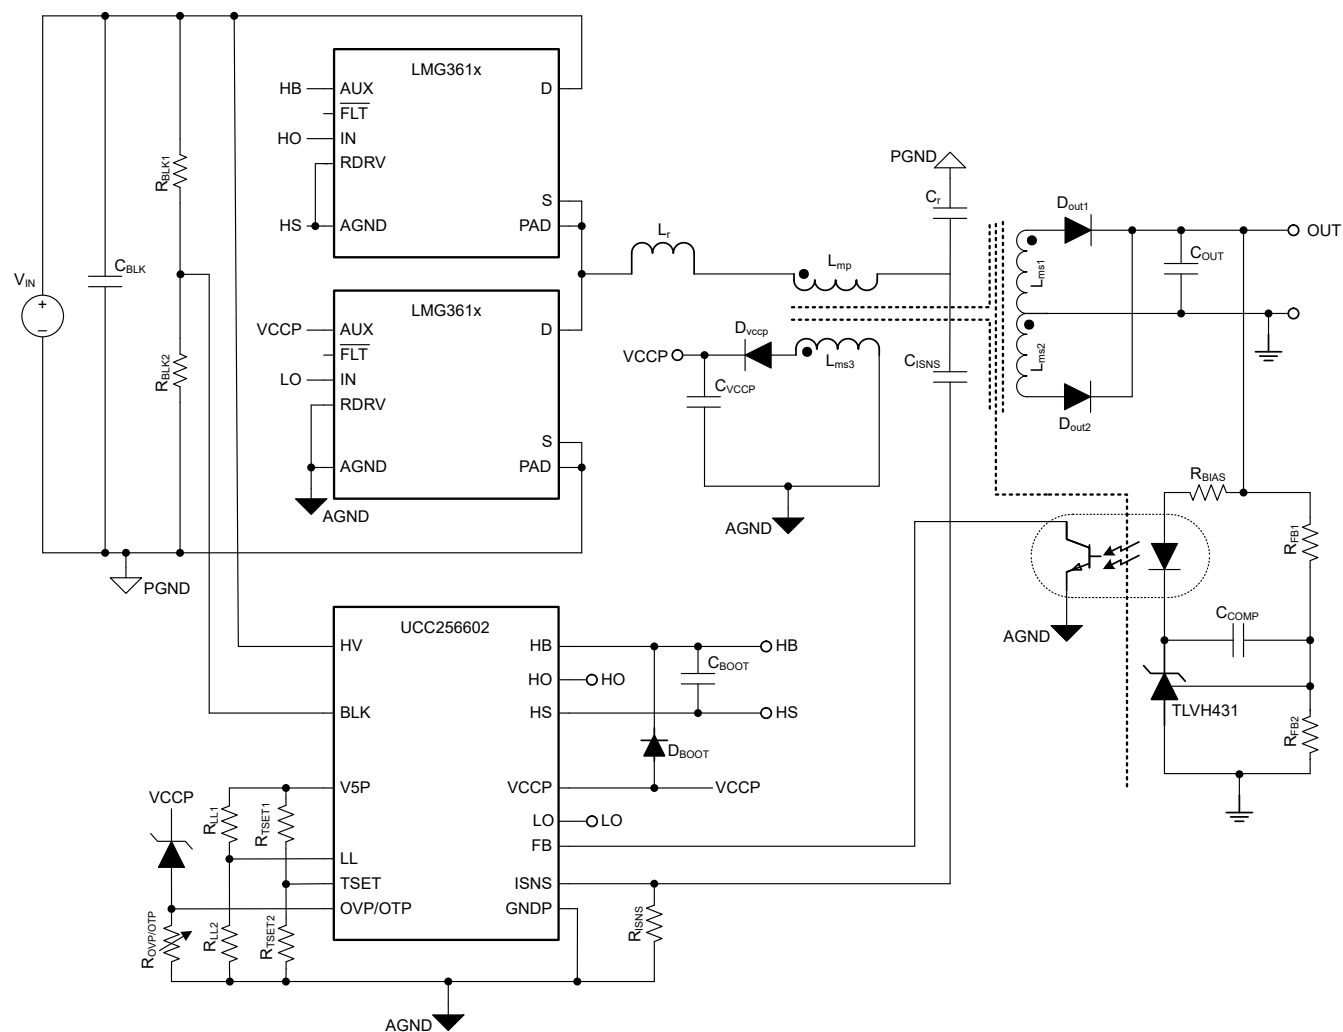 LMG361x
HB
AUX
D
FLT
HO
IN
RDRV
S
HS
AGND
PAD
RBLK1
CBLK
VIN
+
−
RBLK2
LMG361x
VCCP
AUX
D
FLT
LO
IN
RDRV
S
AGND
PAD
AGND
PGND
Lr
Lmp
PGND
Cr
Dout1
OUT
Lms1
COUT
Lms2
Dout2
Dvccp
VCCP
Lms3
CVCCP
CISNS
AGND
RBIAS
RFB1
AGND
CCOMP
TLVH431
RFB2
UCC256602
HV
HB
HB
CBOOT
HO
HO
BLK
HS
HS
DBOOT
V5P
VCCP
VCCP
VCCP
RLL1
RTSET1
LO
LO
FB
LL
TSET
ISNS
OVP/OTP
GNDP
ROVP/OTP
RLL2
RTSET2
RISNS
AGND